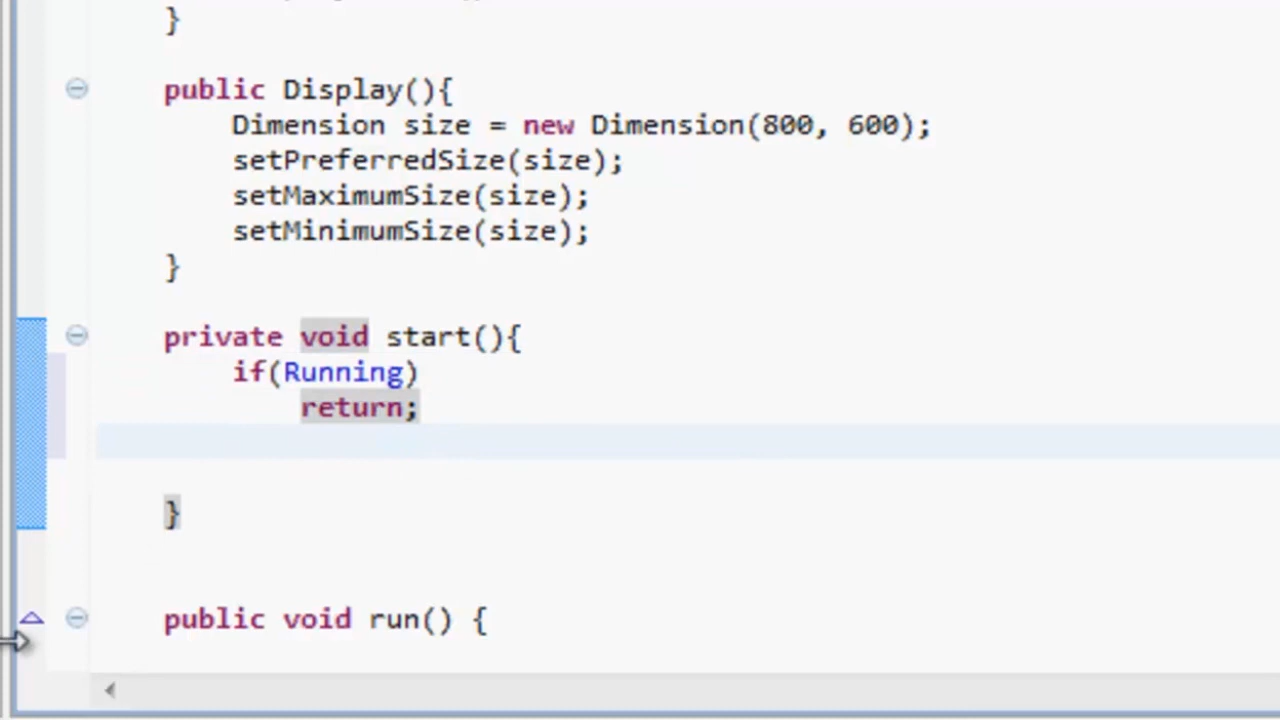 }
public Display(){
Dimension size = new Dimension(800, 600);
setPreferredSize(size);
setMaximumSize(size);
setMinimumSize(size);
}
private void start(){
if(Running)
return;
}
public void run() {